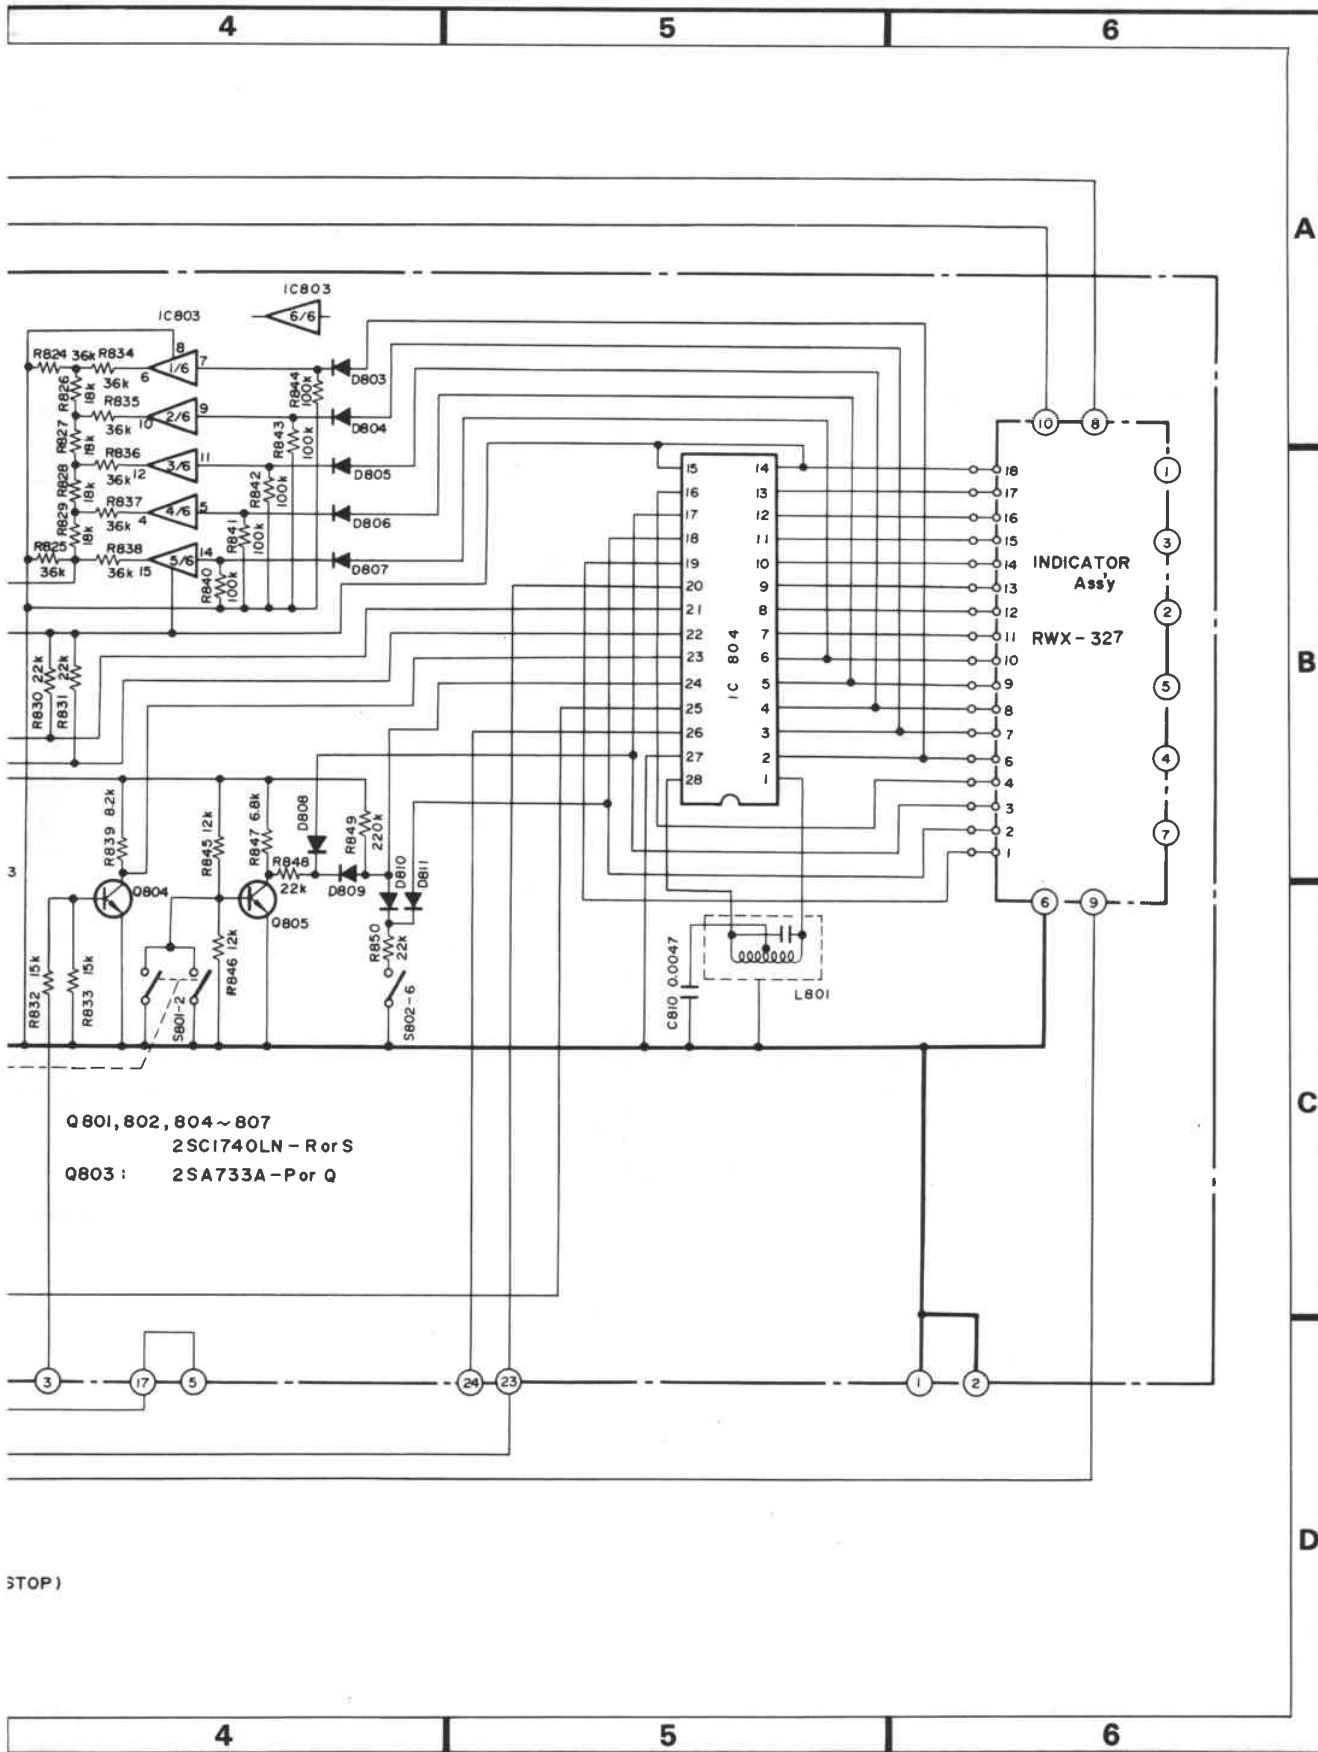 4 5 6
A
IC803
IC803 6/6
R824 36k R834 8 1/6 7
6 36k R844 100k D803
R826 18k R835 9 2/6
36k 10 R843 100k D804
R827 18k R836 11 3/6
36k 12 R842 100k D805
R828 18k R837 5 4/6
36k 4 R841 100k D806
R829 18k R838 14 5/6
R825 36k 36k 15 R840 100k D807
10 8
15 14 18 1
16 13 17
17 12 16
18 11 15 3
19 10 14 INDICATOR
20 9 13 Ass'y
21 8 12 2
22 7 11 RWX-327
23 6 10
24 5 9 5
25 4 8
26 3 7
27 2 6 4
28 1 4
IC 804
3
2 7
1
6 9
B
R830 22k
R831 22k
R839 8.2k
R845 12k
R847 6.8k
D808
R849 220k
R848
22k
D809
D810
D811
3
Q804
Q805
R832 15k
R833 15k
S801-2
R846 12k
R850 22k
S802-6
C810 0.0047
L801
Q801,802,804~807
2SC1740LN-R or S
Q803: 2SA733A-P or Q
C
3 17 5 24 23 1 2
D
STOP)
4 5 6